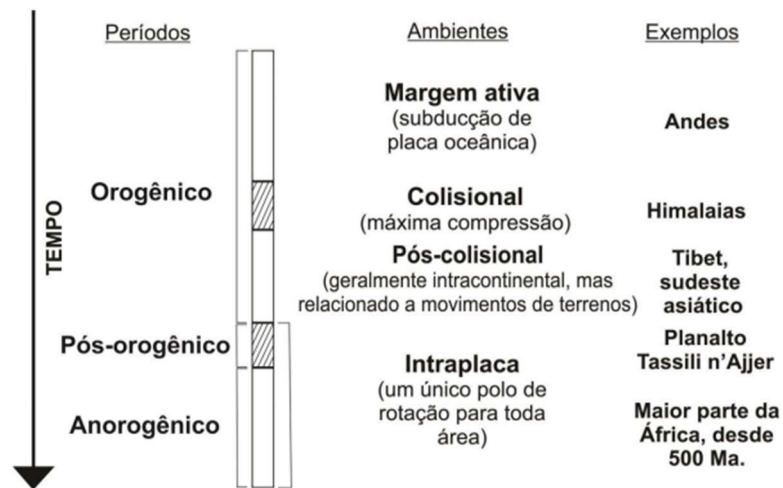 Períodos
Ambientes
Exemplos
TEMPO
Orogênico
Margem ativa
(subducção de
placa oceânica)
Andes
Colisional
(máxima compressão)
Himalaias
Pós-colisional
(geralmente intracontinental, mas
relacionado a movimentos de terrenos)
Tibet,
sudeste
asiático
Pós-orogênico
Intraplaca
(um único polo de
rotação para toda
área)
Planalto
Tassili n'Ajjer
Anorogênico
Maior parte da
África, desde
500 Ma.